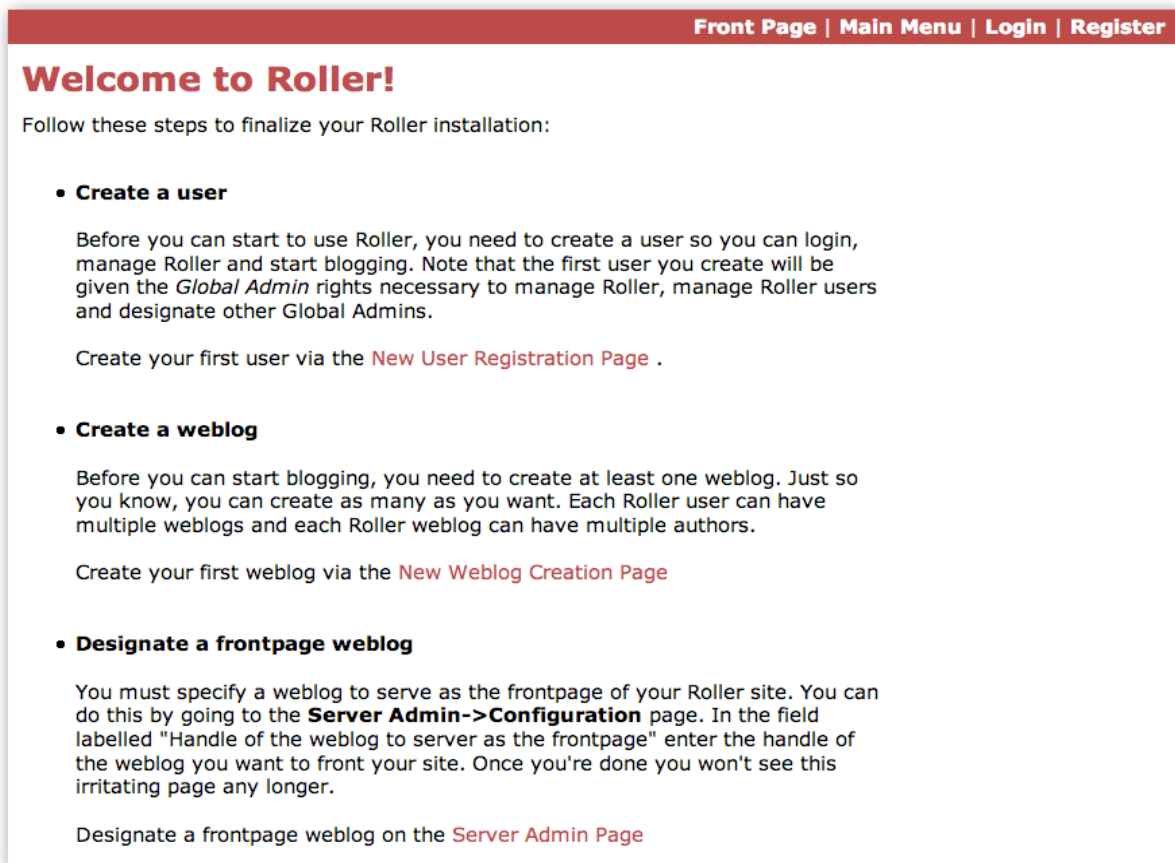 Front Page | Main Menu | Login | Register
Welcome to Roller!
Follow these steps to finalize your Roller installation:
• Create a user
Before you can start to use Roller, you need to create a user so you can login,
manage Roller and start blogging. Note that the first user you create will be
given the Global Admin rights necessary to manage Roller, manage Roller users
and designate other Global Admins.
Create your first user via the New User Registration Page .
• Create a weblog
Before you can start blogging, you need to create at least one weblog. Just so
you know, you can create as many as you want. Each Roller user can have
multiple weblogs and each Roller weblog can have multiple authors.
Create your first weblog via the New Weblog Creation Page
• Designate a frontpage weblog
You must specify a weblog to serve as the frontpage of your Roller site. You can
do this by going to the Server Admin->Configuration page. In the field
labelled "Handle of the weblog to server as the frontpage" enter the handle of
the weblog you want to front your site. Once you're done you won't see this
irritating page any longer.
Designate a frontpage weblog on the Server Admin Page